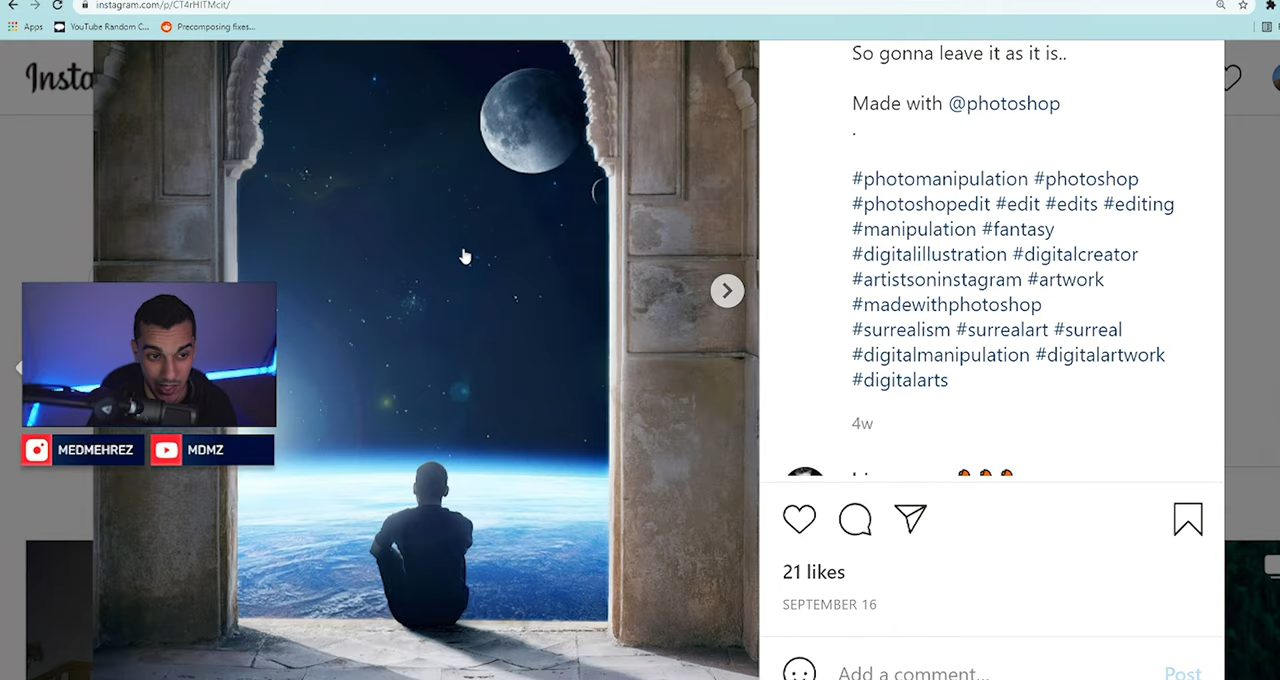 instagram.com/p/CT4rHITMcit/
Apps
YouTube Random C...
Precomposing fixes...
Insta
So gonna leave it as it is..
Made with @photoshop
.
#photomanipulation #photoshop
#photoshopedit #edit #edits #editing
#manipulation #fantasy
#digitalillustration #digitalcreator
#artistsoninstagram #artwork
#madewithphotoshop
#surrealism #surrealart #surreal
#digitalmanipulation #digitalartwork
#digitalarts
4w
MEDMEHREZ
MDMZ
21 likes
SEPTEMBER 16
Add a comment...
Post